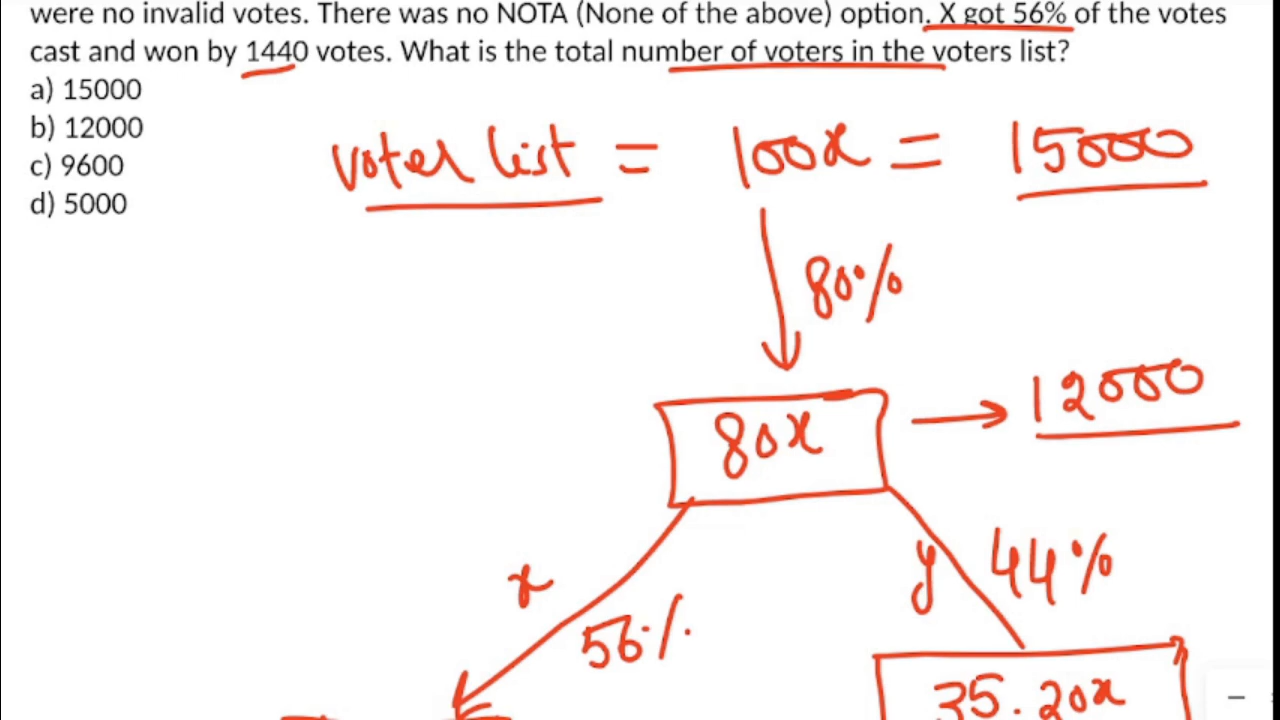 were no invalid votes. There was no NOTA (None of the above) option. X got 56% of the votes
cast and won by 1440 votes. What is the total number of voters in the voters list?
a) 15000
b) 12000
c) 9600
d) 5000
voter list = 100x = 15000
80%
80x → 12000
x
56%
y
44%
35.20x